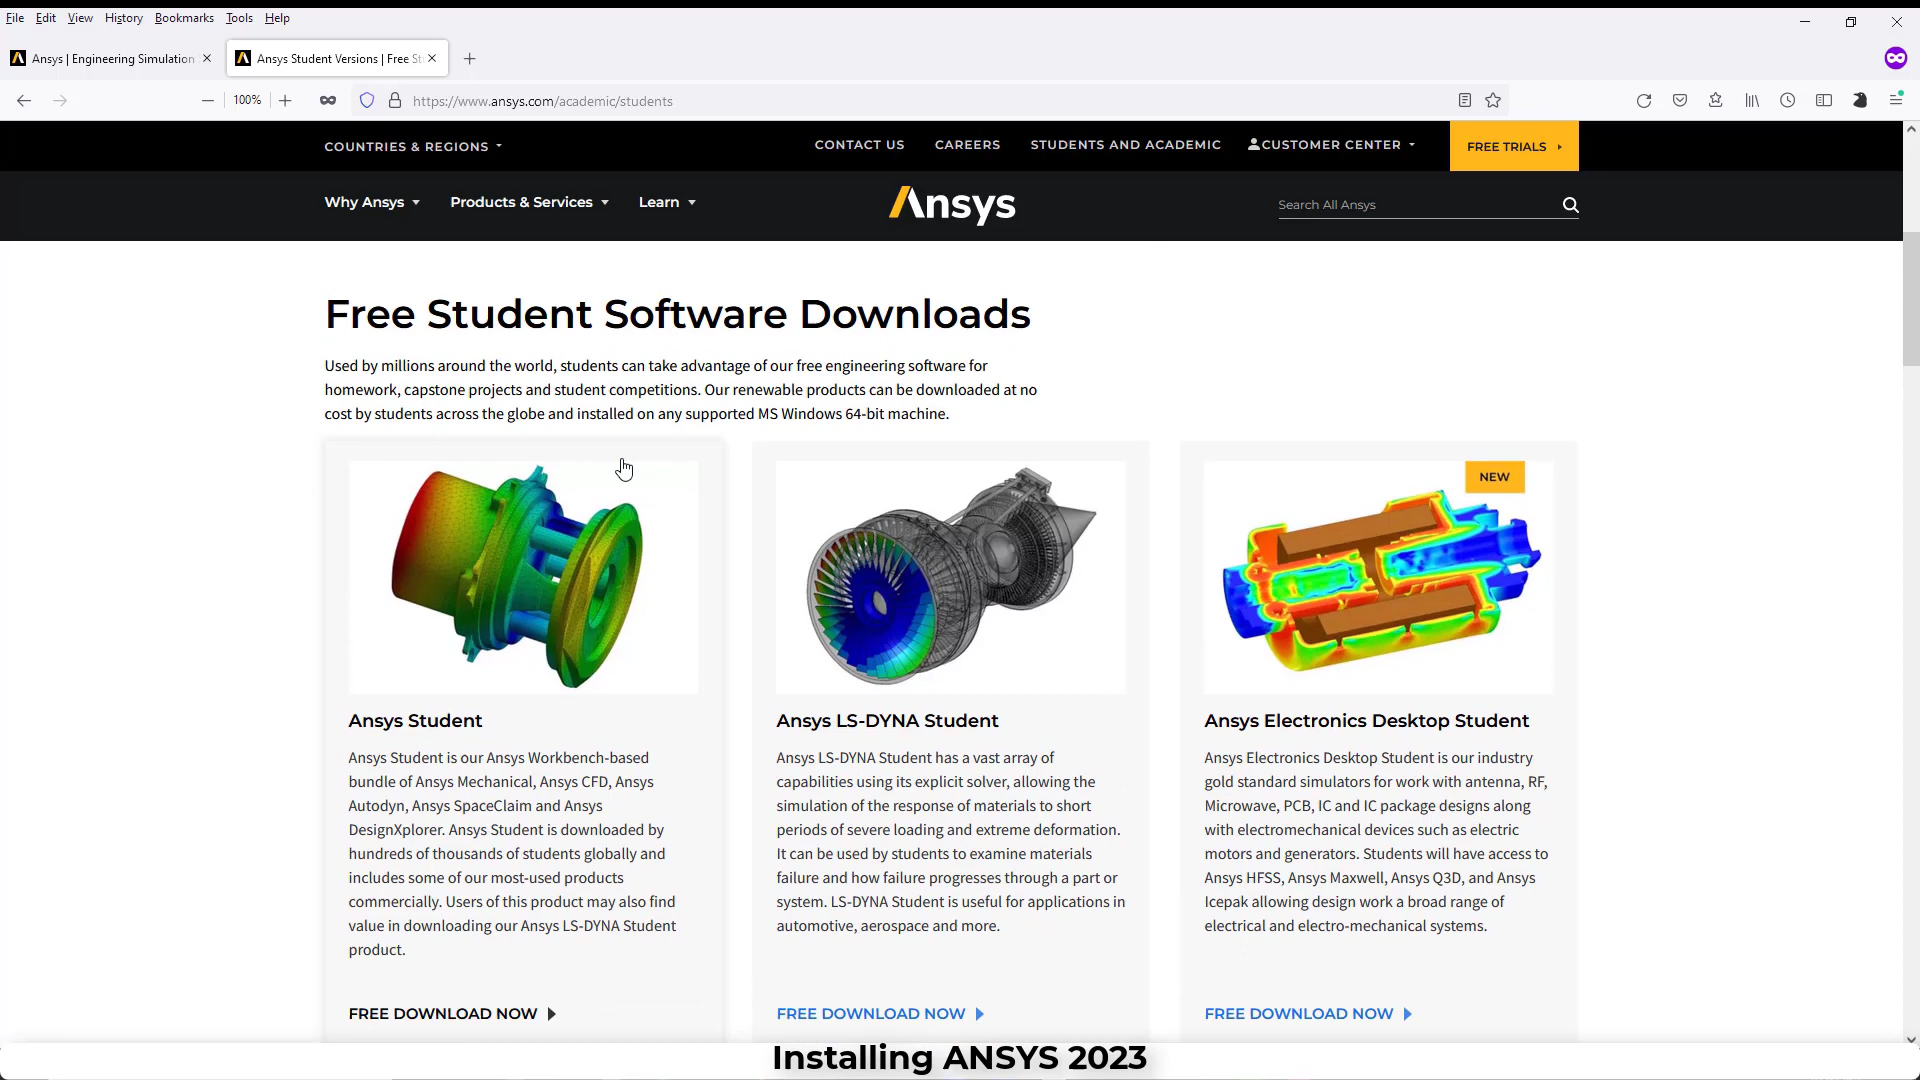 File Edit View History Bookmarks Tools Help
Ansys | Engineering Simulation
Ansys Student Versions | Free St
100%
https://www.ansys.com/academic/students
COUNTRIES & REGIONS
CONTACT US
CAREERS
STUDENTS AND ACADEMIC
CUSTOMER CENTER
FREE TRIALS
Why Ansys
Products & Services
Learn
Ansys
Search All Ansys
Free Student Software Downloads
Used by millions around the world, students can take advantage of our free engineering software for
homework, capstone projects and student competitions. Our renewable products can be downloaded at no
cost by students across the globe and installed on any supported MS Windows 64-bit machine.
Ansys Student
Ansys Student is our Ansys Workbench-based
bundle of Ansys Mechanical, Ansys CFD, Ansys
Autodyn, Ansys SpaceClaim and Ansys
DesignXplorer. Ansys Student is downloaded by
hundreds of thousands of students globally and
includes some of our most-used products
commercially. Users of this product may also find
value in downloading our Ansys LS-DYNA Student
product.
FREE DOWNLOAD NOW
Ansys LS-DYNA Student
Ansys LS-DYNA Student has a vast array of
capabilities using its explicit solver, allowing the
simulation of the response of materials to short
periods of severe loading and extreme deformation.
It can be used by students to examine materials
failure and how failure progresses through a part or
system. LS-DYNA Student is useful for applications in
automotive, aerospace and more.
FREE DOWNLOAD NOW
NEW
Ansys Electronics Desktop Student
Ansys Electronics Desktop Student is our industry
gold standard simulators for work with antenna, RF,
Microwave, PCB, IC and IC package designs along
with electromechanical devices such as electric
motors and generators. Students will have access to
Ansys HFSS, Ansys Maxwell, Ansys Q3D, and Ansys
Icepak allowing design work a broad range of
electrical and electro-mechanical systems.
FREE DOWNLOAD NOW
Installing ANSYS 2023